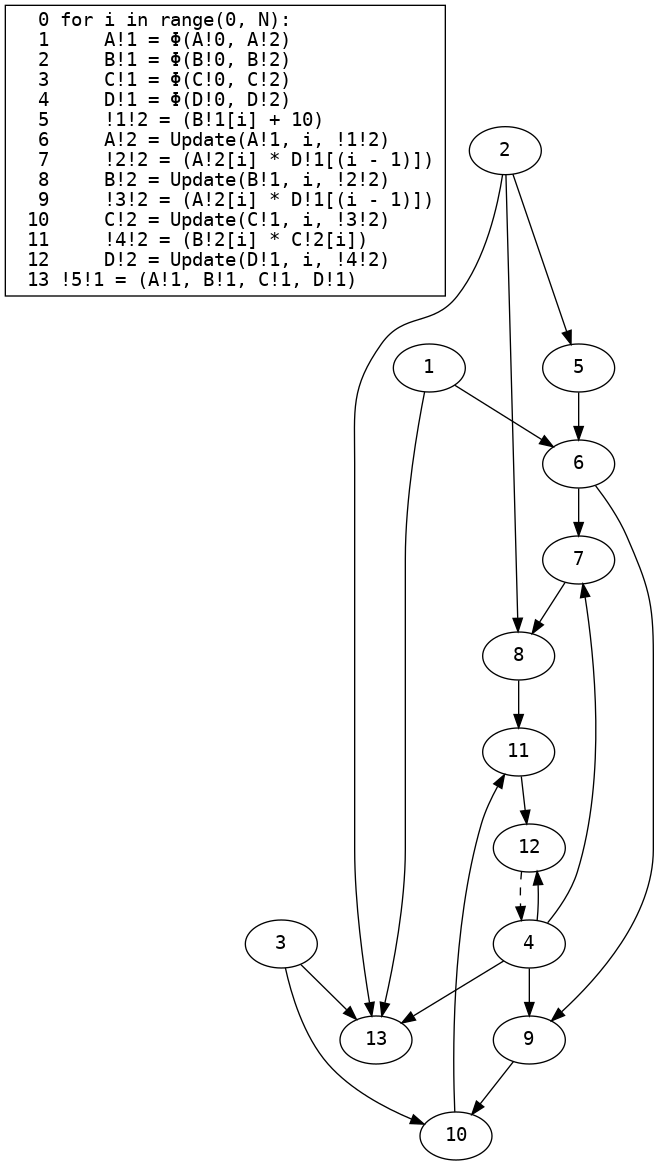 0 for i in range(0, N):
1     A!1 = Φ(A!0, A!2)
2     B!1 = Φ(B!0, B!2)
3     C!1 = Φ(C!0, C!2)
4     D!1 = Φ(D!0, D!2)
5     !1!2 = (B!1[i] + 10)
6     A!2 = Update(A!1, i, !1!2)
7     !2!2 = (A!2[i] * D!1[(i - 1)])
8     B!2 = Update(B!1, i, !2!2)
9     !3!2 = (A!2[i] * D!1[(i - 1)])
10     C!2 = Update(C!1, i, !3!2)
11     !4!2 = (B!2[i] * C!2[i])
12     D!2 = Update(D!1, i, !4!2)
13 !5!1 = (A!1, B!1, C!1, D!1)
2
1
5
6
7
8
11
12
3
4
13
9
10